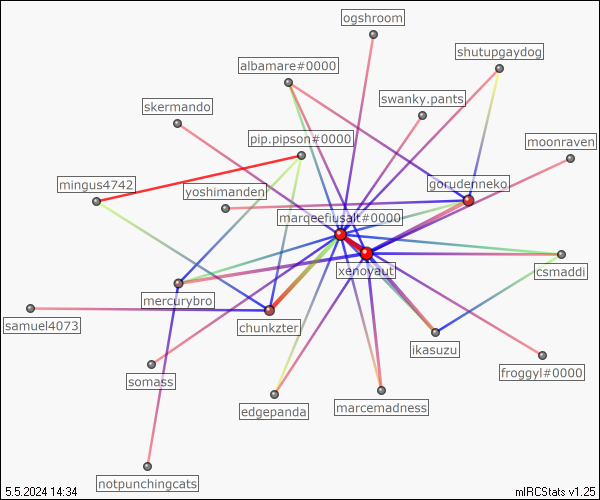 ogshroom
shutupgaydog
albamare#0000
swanky.pants
skermando
pip.pipson#0000
moonraven
mingus4742
yoshimanden
gorudenneko
marqeefiusalt#0000
xenoyaut
csmaddi
mercurybro
samuel4073
chunkzter
ikasuzu
froggyl#0000
somass
edgepanda
marcemadness
notpunchingcats
5.5.2024 14:34
mIRCStats v1.25